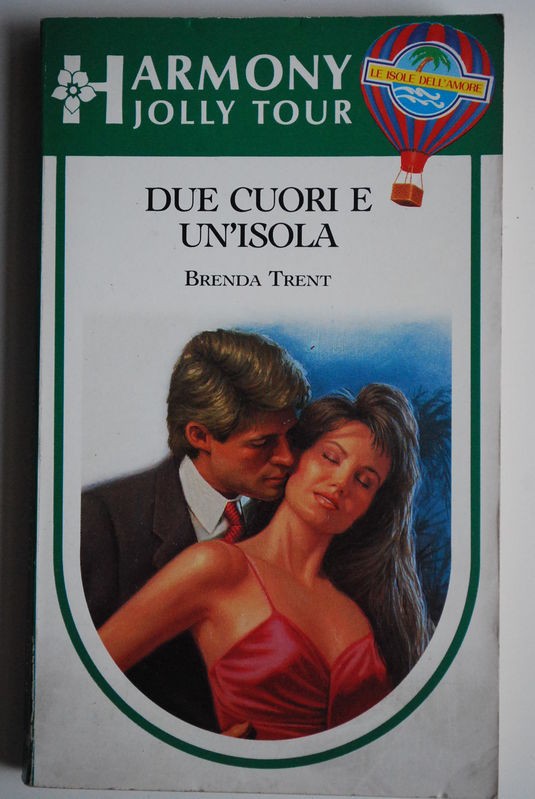 HARMONY
JOLLY TOUR
LE ISOLE DELL'AMORE
DUE CUORI E
UN'ISOLA
BRENDA TRENT